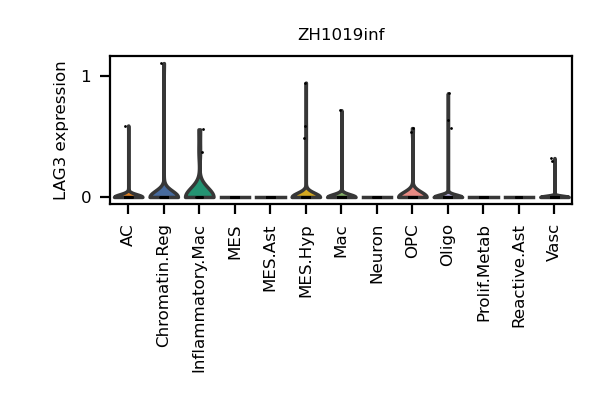 ZH1019inf
LAG3 expression
1
0
AC
Chromatin.Reg
Inflammatory.Mac
MES
MES.Ast
MES.Hyp
Mac
Neuron
OPC
Oligo
Prolif.Metab
Reactive.Ast
Vasc